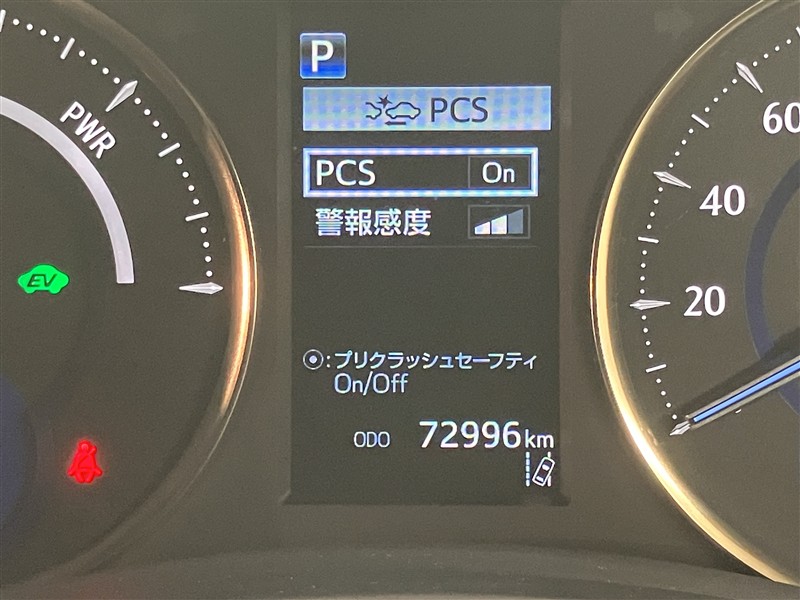 PWR
EV
P
PCS
PCS On
警報感度
⦿:プリクラッシュセーフティ
On/Off
ODO 72996km
60
40
20